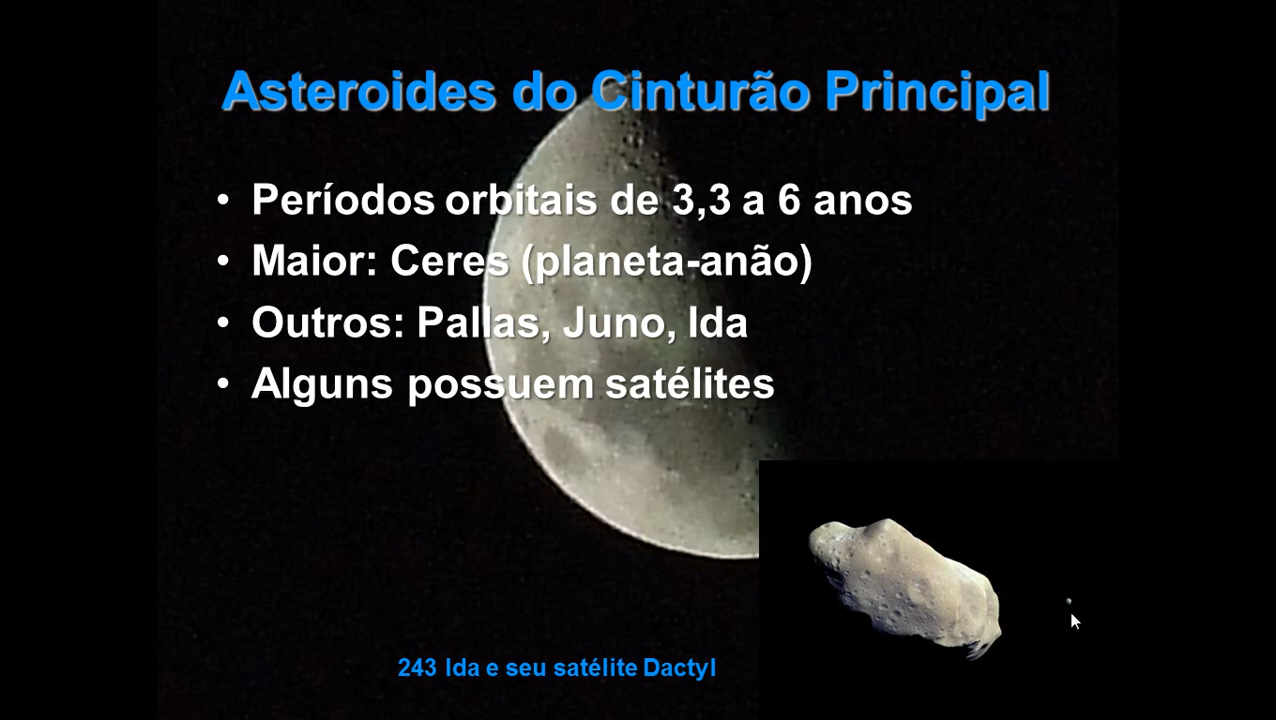 Asteroides do Cinturão Principal
• Períodos orbitais de 3,3 a 6 anos
• Maior: Ceres (planeta-anão)
• Outros: Pallas, Juno, Ida
• Alguns possuem satélites
243 Ida e seu satélite Dactyl